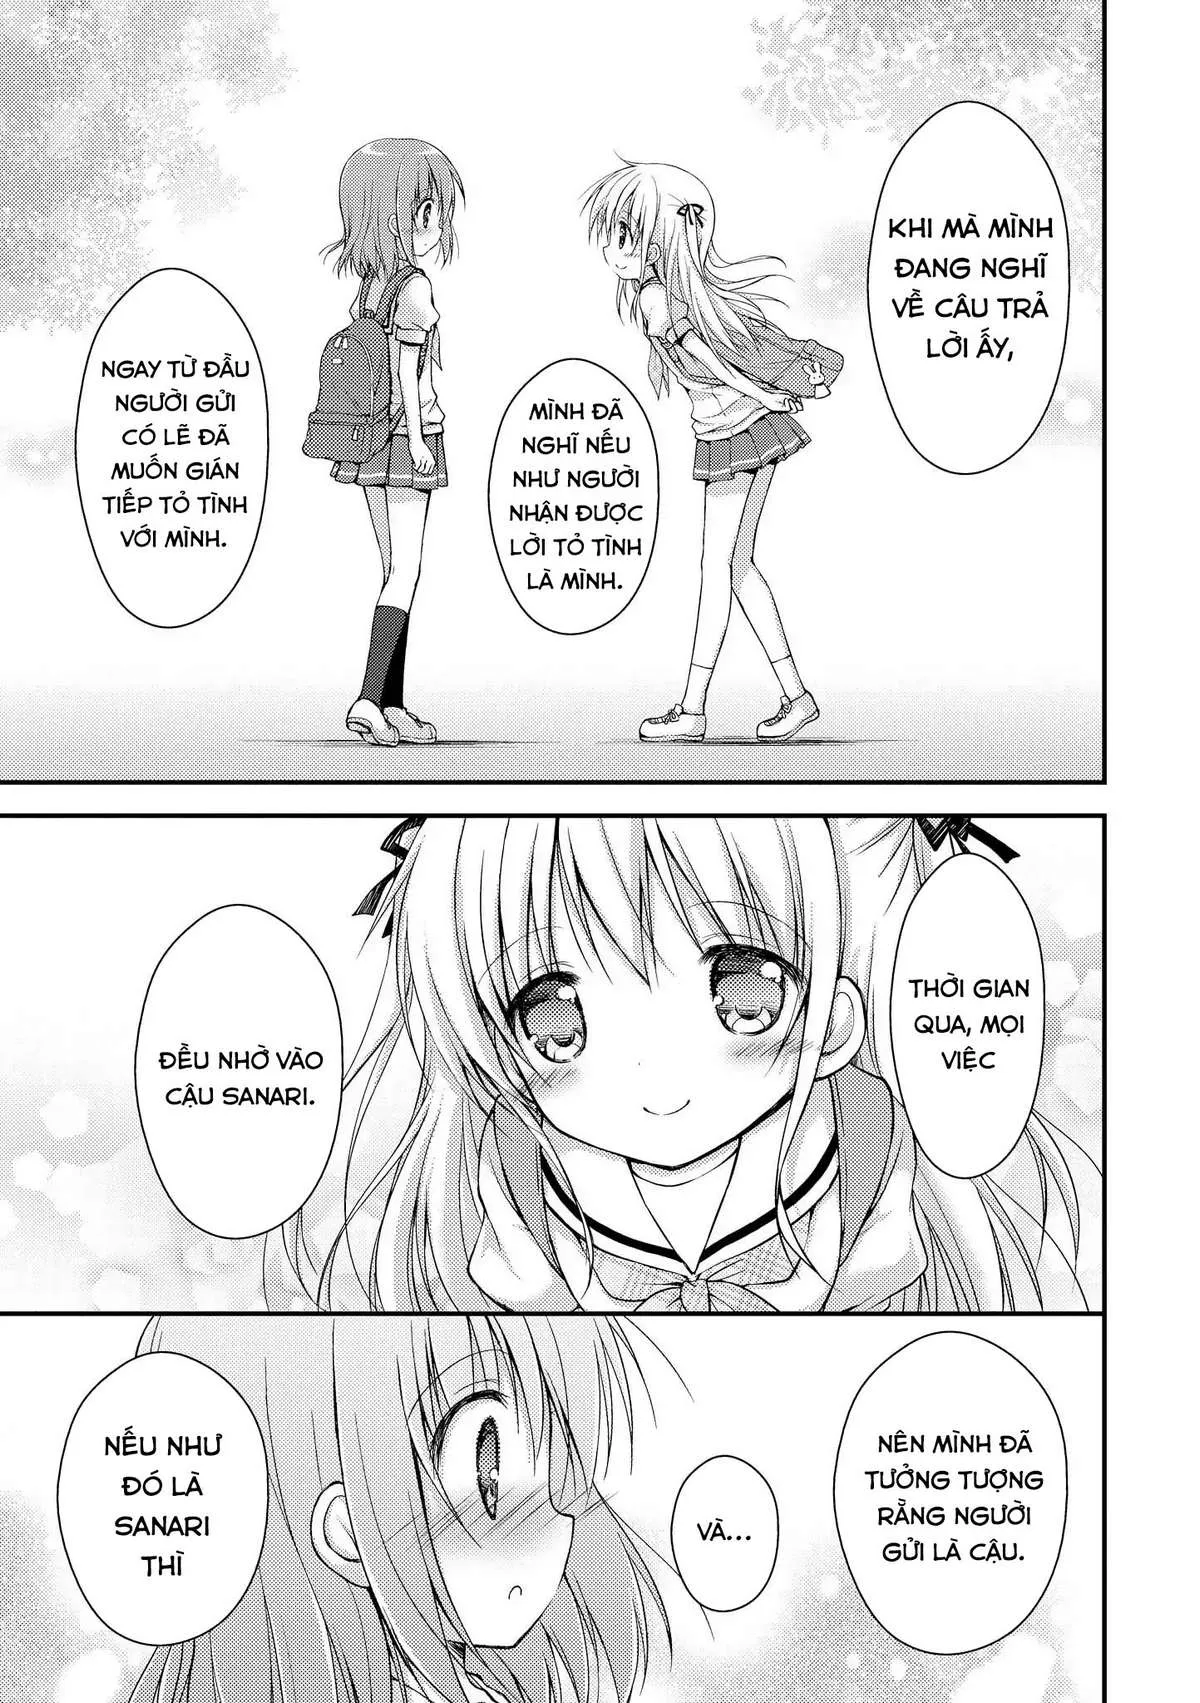 KHI MÀ MÌNH
ĐANG NGHĨ
VỀ CÂU TRẢ
LỜI ẤY,
MÌNH ĐÃ
NGHĨ NẾU
NHƯ NGƯỜI
NHẬN ĐƯỢC
LỜI TỎ TÌNH
LÀ MÌNH.
NGAY TỪ ĐẦU
NGƯỜI GỬI
CÓ LẼ ĐÃ
MUỐN GIÁN
TIẾP TỎ TÌNH
VỚI MÌNH.
THỜI GIAN
QUA, MỌI
VIỆC
ĐỀU NHỜ VÀO
CẬU SANARI.
NÊN MÌNH ĐÃ
TƯỞNG TƯỢNG
RẰNG NGƯỜI
GỬI LÀ CẬU.
VÀ...
NẾU NHƯ
ĐÓ LÀ
SANARI
THÌ